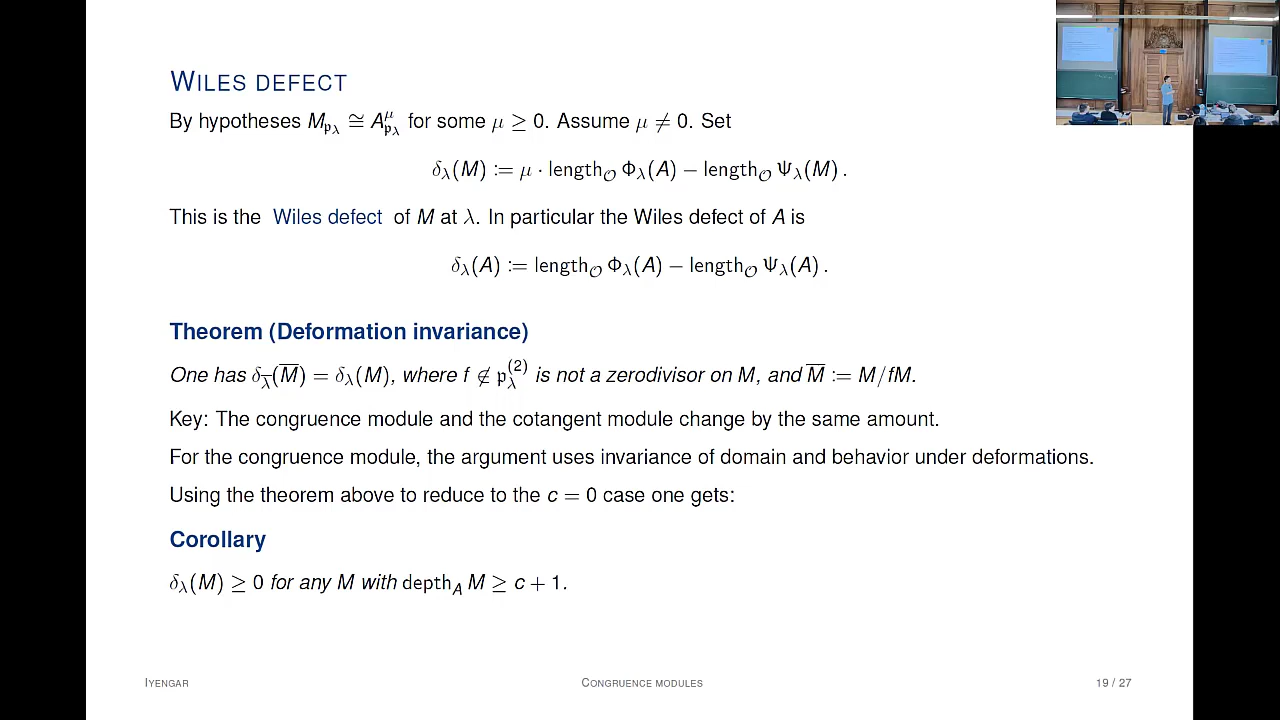 WILES DEFECT
By hypotheses M_{𝔭_λ} ≅ A^μ_{𝔭_λ} for some μ ≥ 0. Assume μ ≠ 0. Set
δ_λ(M) := μ · length_𝒪 Φ_λ(A) − length_𝒪 Ψ_λ(M) .
This is the Wiles defect of M at λ. In particular the Wiles defect of A is
δ_λ(A) := length_𝒪 Φ_λ(A) − length_𝒪 Ψ_λ(A) .
Theorem (Deformation invariance)
One has δ_{λ̅}(M̅) = δ_λ(M), where f ∉ 𝔭_λ^{(2)} is not a zerodivisor on M, and M̅ := M/fM.
Key: The congruence module and the cotangent module change by the same amount.
For the congruence module, the argument uses invariance of domain and behavior under deformations.
Using the theorem above to reduce to the c = 0 case one gets:
Corollary
δ_λ(M) ≥ 0 for any M with depth_A M ≥ c + 1.
IYENGAR CONGRUENCE MODULES 19 / 27